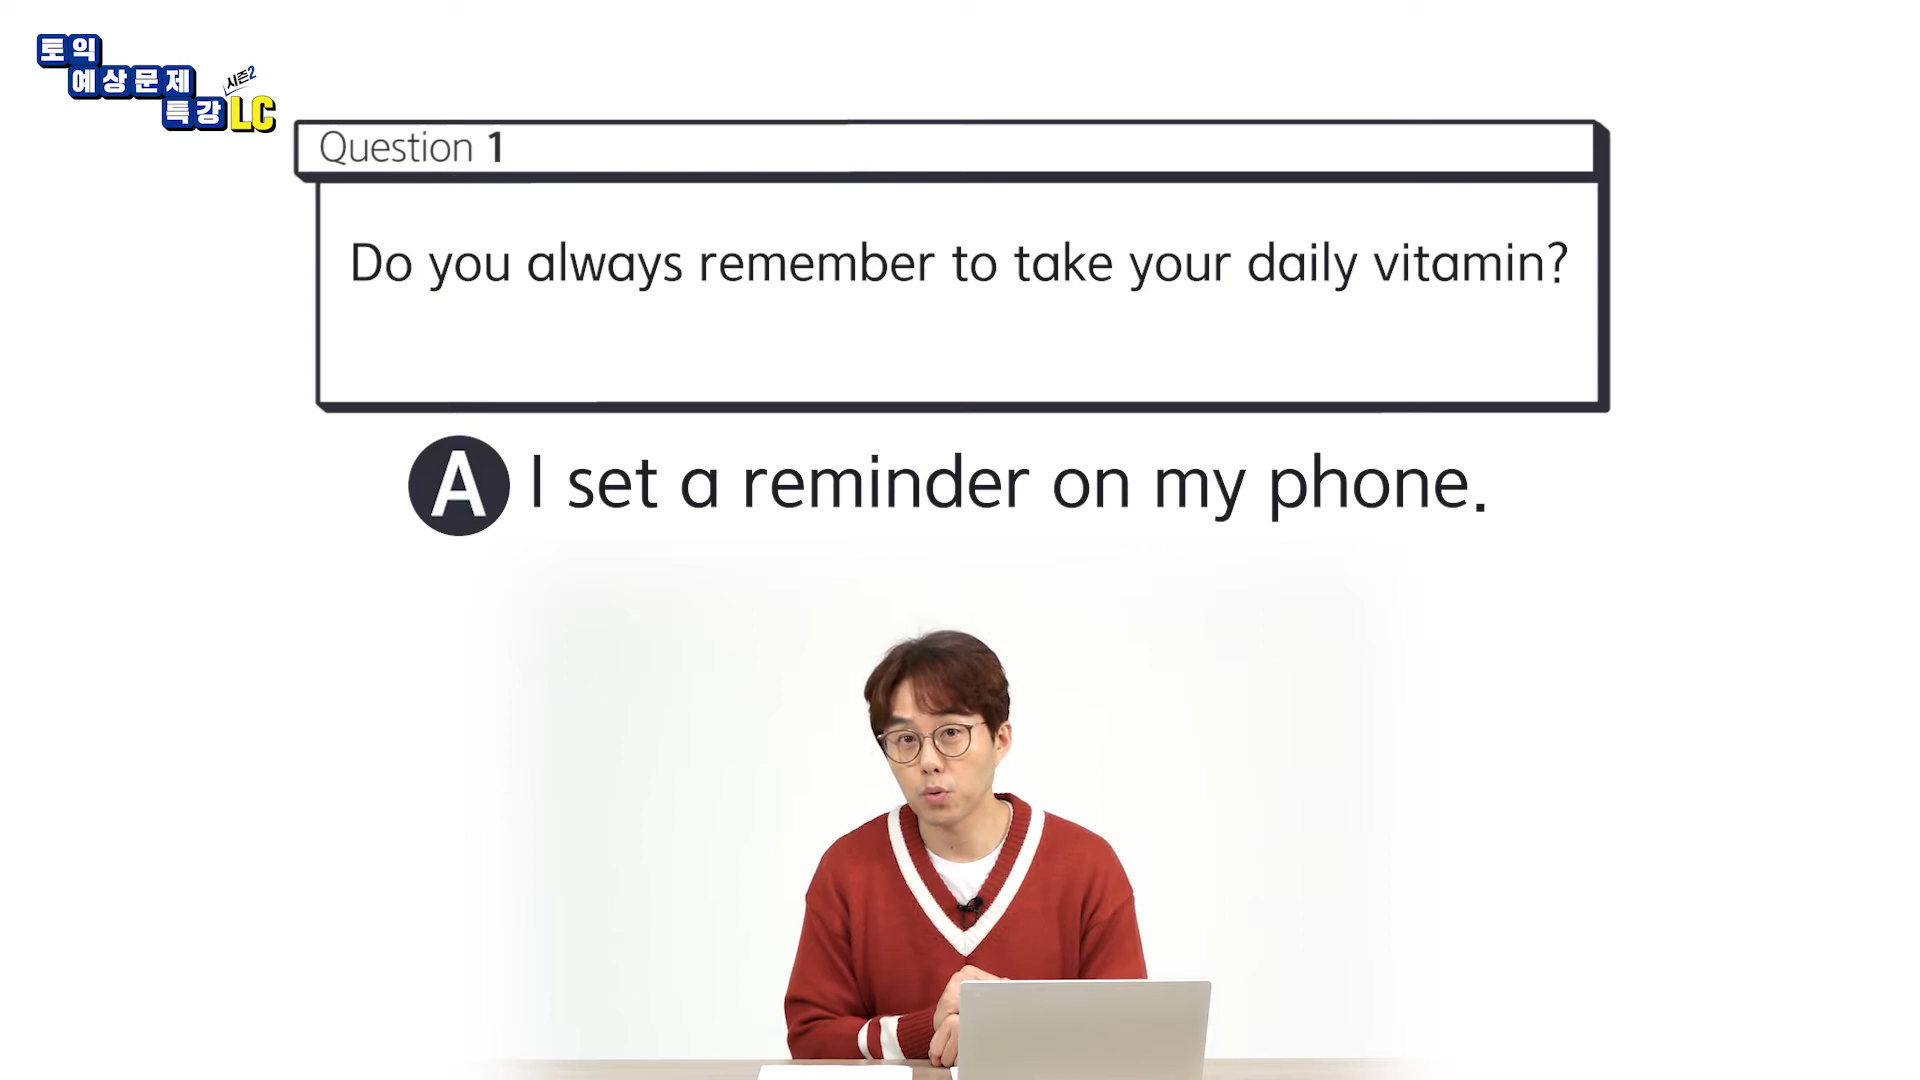 토익
예상문제
특강 LC
시즌2
Question 1
Do you always remember to take your daily vitamin?
A I set a reminder on my phone.